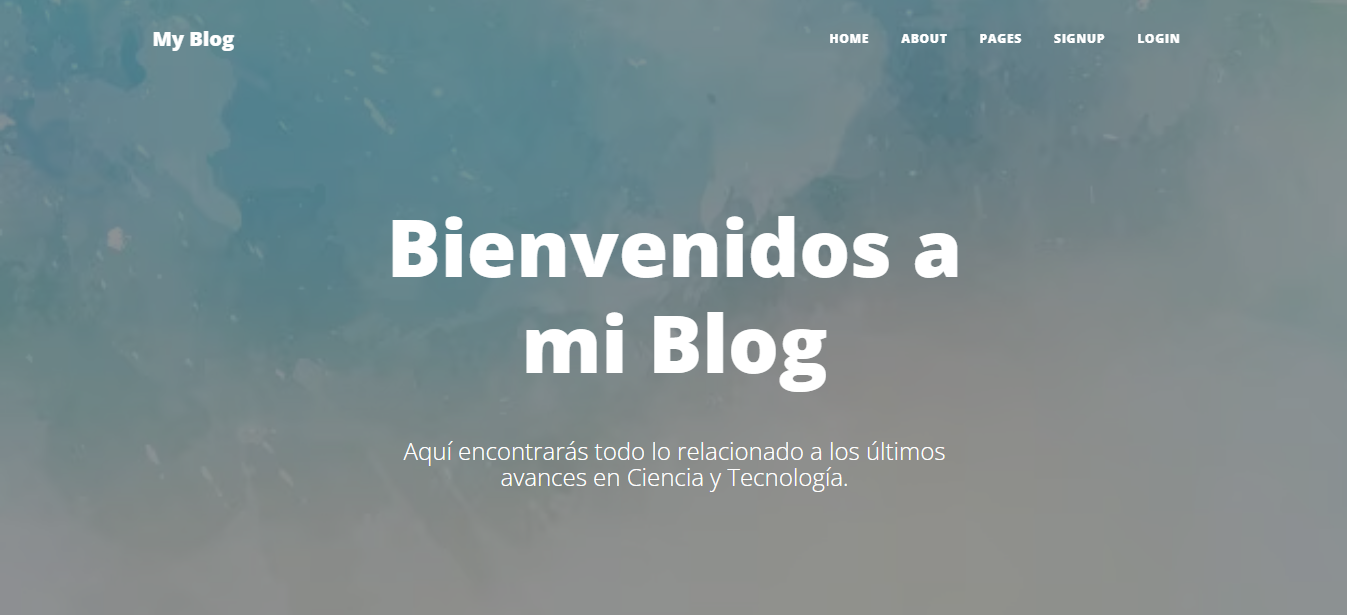 My Blog
HOME ABOUT PAGES SIGNUP LOGIN
Bienvenidos a
mi Blog
Aquí encontrarás todo lo relacionado a los últimos
avances en Ciencia y Tecnología.